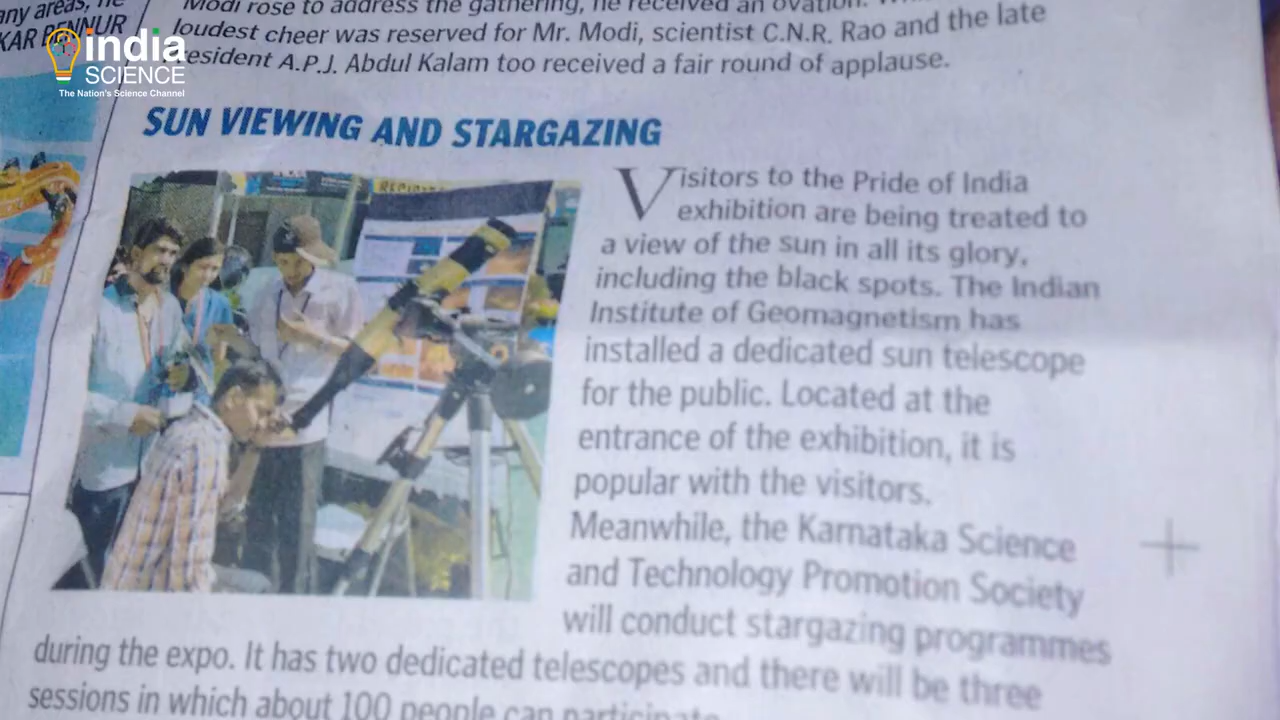 any areas, he
KAR BENNUR
india
SCIENCE
The Nation's Science Channel
Modi rose to address the gathering, he received an ovation.
loudest cheer was reserved for Mr. Modi, scientist C.N.R. Rao and the late
resident A.P.J. Abdul Kalam too received a fair round of applause.
SUN VIEWING AND STARGAZING
Visitors to the Pride of India
exhibition are being treated to
a view of the sun in all its glory,
including the black spots. The Indian
Institute of Geomagnetism has
installed a dedicated sun telescope
for the public. Located at the
entrance of the exhibition, it is
popular with the visitors.
Meanwhile, the Karnataka Science
and Technology Promotion Society
will conduct stargazing programmes
during the expo. It has two dedicated telescopes and there will be three
sessions in which about 100 people can participate